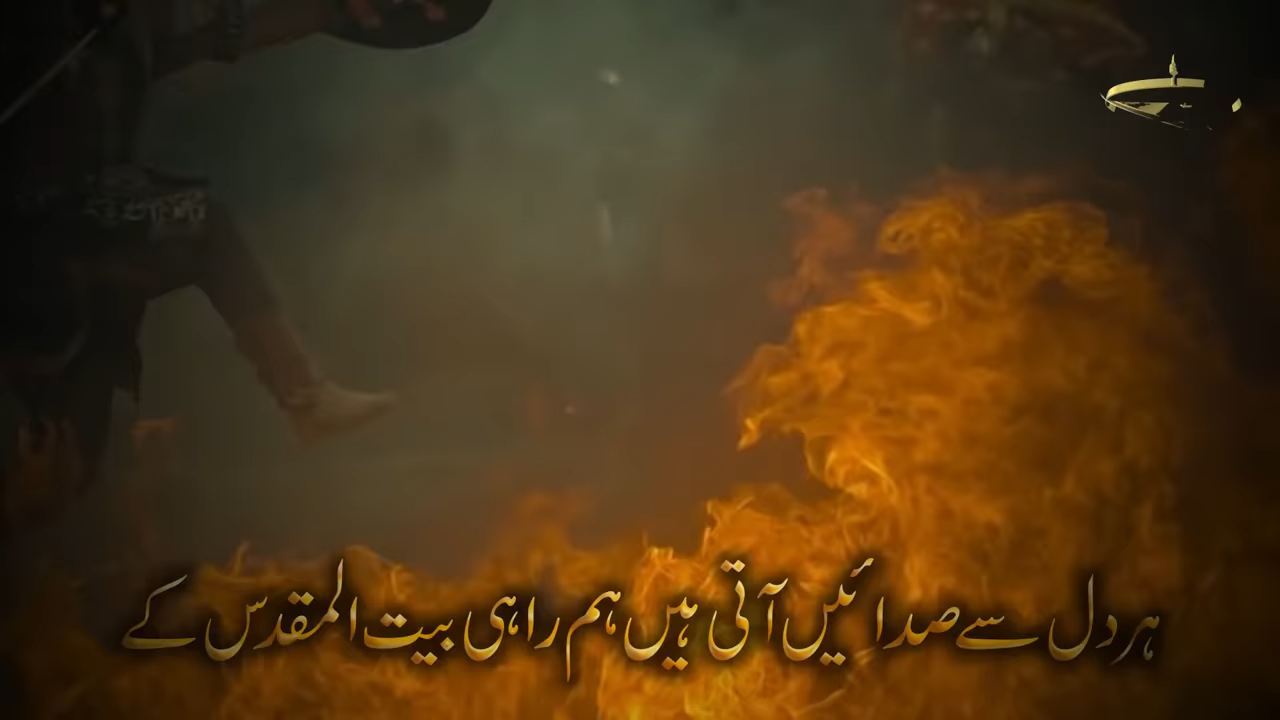 ہر دل سے صدائیں آتی ہیں ہم راہی بیت المقدس کے